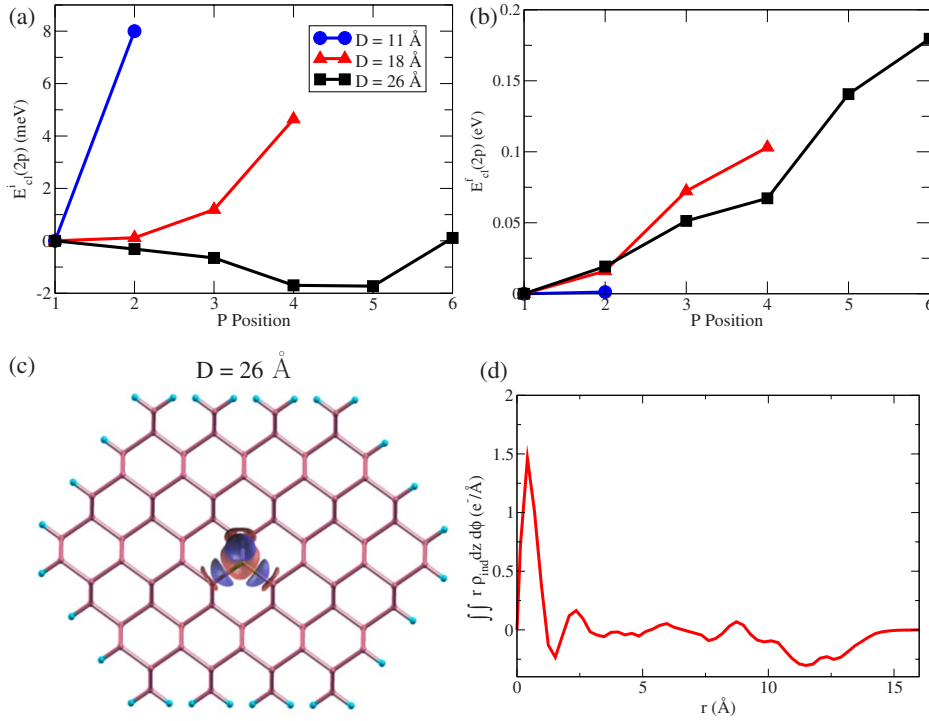 (a)
8
6
4
2
0
-2
1 2 3 4 5 6
P Position
E^i_cl(2p) (meV)
D = 11 Å
D = 18 Å
D = 26 Å
(b)
0.2
0.15
0.1
0.05
0
1 2 3 4 5 6
P Position
E^f_cl(2p) (eV)
(c)
D = 26 Å
(d)
2
1.5
1
0.5
0
0 5 10 15
r (Å)
∫∫ r ρ_ind dz dϕ (e^-/Å)